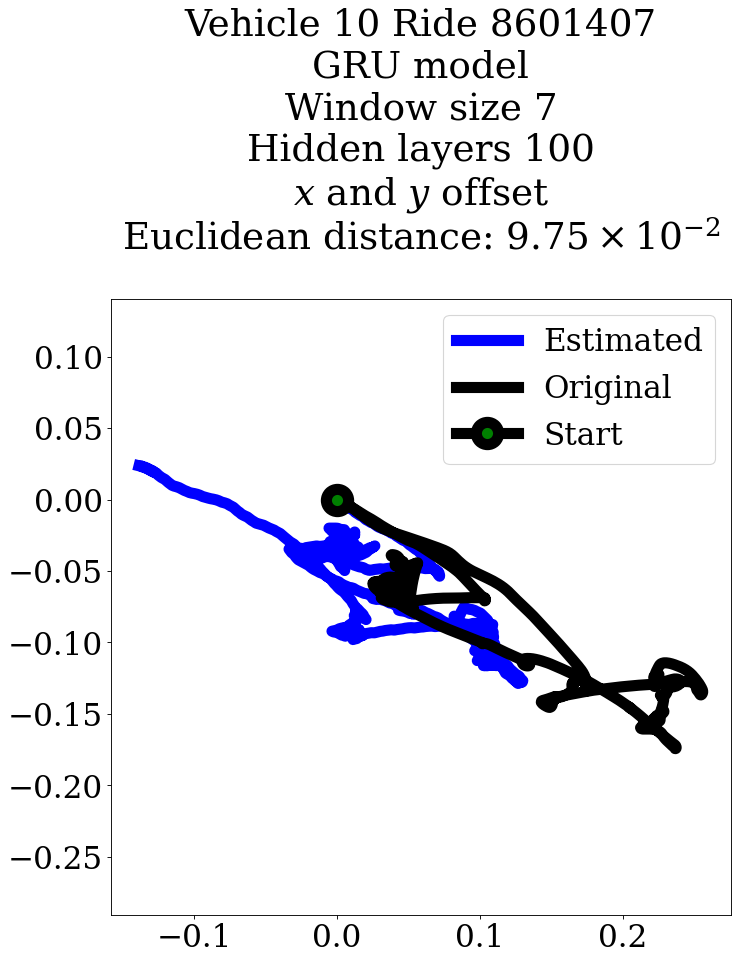 Vehicle 10 Ride 8601407
GRU model
Window size 7
Hidden layers 100
x and y offset
Euclidean distance: 9.75 × 10⁻²
Estimated
Original
Start
0.10
0.05
0.00
−0.05
−0.10
−0.15
−0.20
−0.25
−0.1 0.0 0.1 0.2